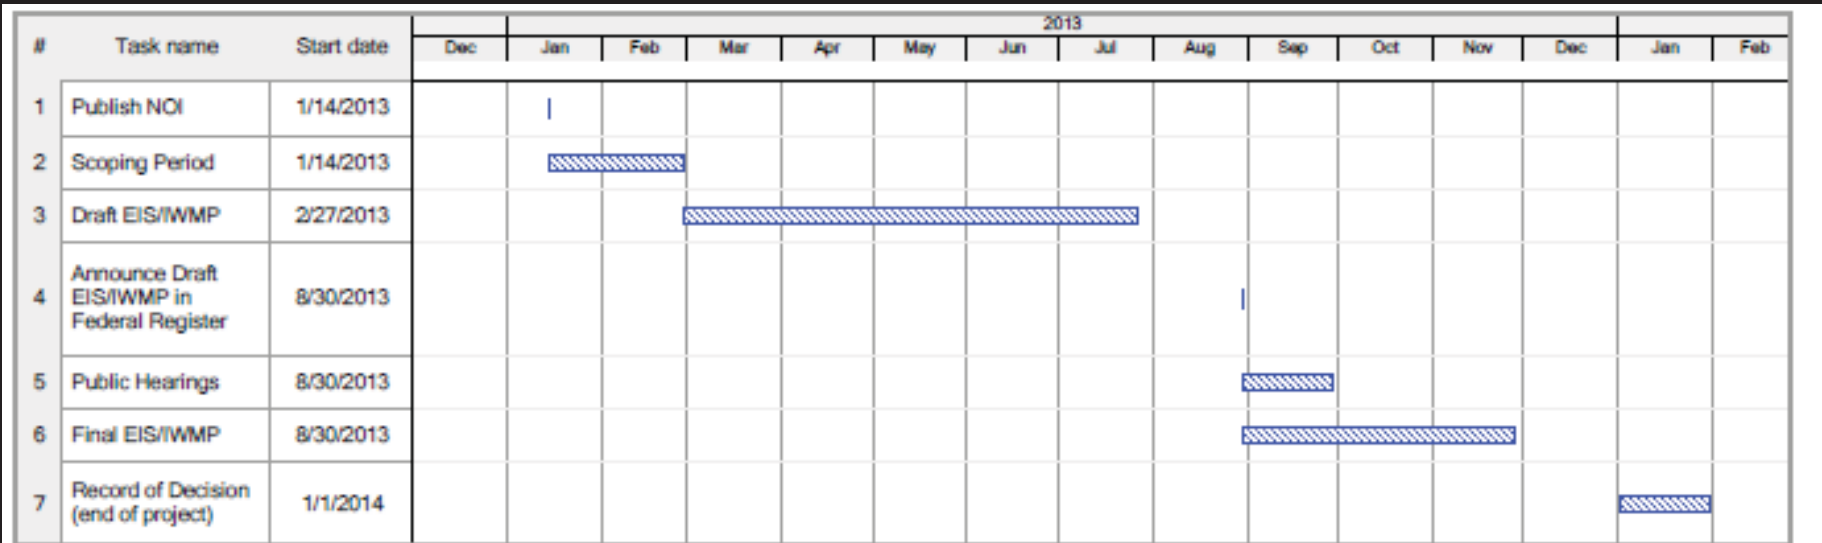 2013
# Task name Start date Dec Jan Feb Mar Apr May Jun Jul Aug Sep Oct Nov Dec Jan Feb
1 Publish NOI 1/14/2013
2 Scoping Period 1/14/2013
3 Draft EIS/IWMP 2/27/2013
Announce Draft
4 EIS/IWMP in 8/30/2013
Federal Register
5 Public Hearings 8/30/2013
6 Final EIS/IWMP 8/30/2013
Record of Decision
7 (end of project) 1/1/2014